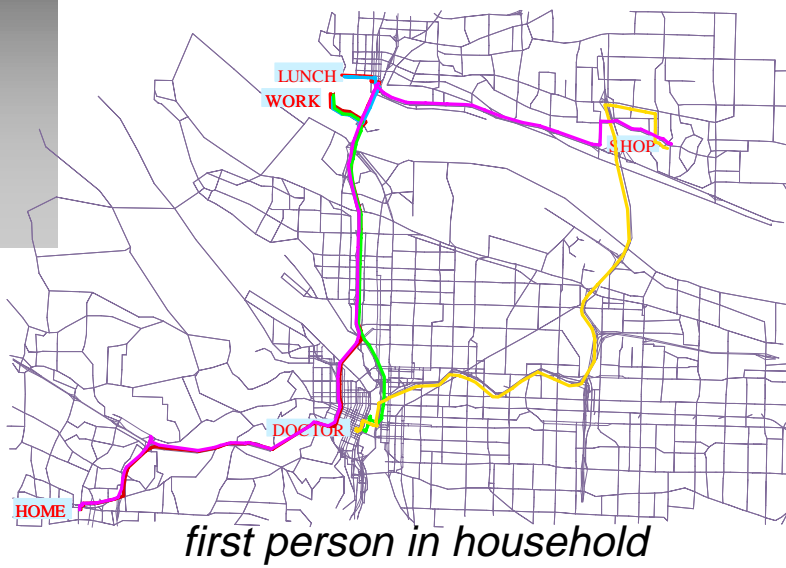 LUNCH
WORK
SHOP
DOCTOR
HOME
first person in household